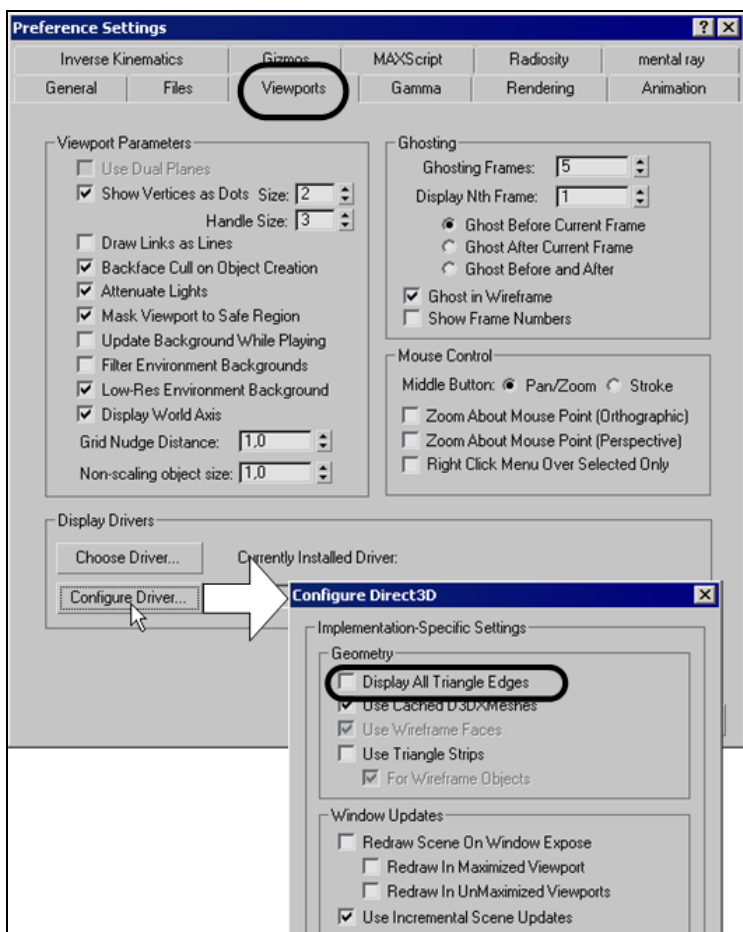 Preference Settings
Inverse Kinematics Gizmos MAXScript Radiosity mental ray
General Files Viewports Gamma Rendering Animation
Viewport Parameters
Use Dual Planes
Show Vertices as Dots Size: 2
Handle Size: 3
Draw Links as Lines
Backface Cull on Object Creation
Attenuate Lights
Mask Viewport to Safe Region
Update Background While Playing
Filter Environment Backgrounds
Low-Res Environment Background
Display World Axis
Grid Nudge Distance: 1,0
Non-scaling object size: 1,0
Ghosting
Ghosting Frames: 5
Display Nth Frame: 1
Ghost Before Current Frame
Ghost After Current Frame
Ghost Before and After
Ghost in Wireframe
Show Frame Numbers
Mouse Control
Middle Button: Pan/Zoom Stroke
Zoom About Mouse Point (Orthographic)
Zoom About Mouse Point (Perspective)
Right Click Menu Over Selected Only
Display Drivers
Choose Driver... Currently Installed Driver:
Configure Driver...
Configure Direct3D
Implementation-Specific Settings
Geometry
Display All Triangle Edges
Use Cached D3DXMeshes
Use Wireframe Faces
Use Triangle Strips
For Wireframe Objects
Window Updates
Redraw Scene On Window Expose
Redraw In Maximized Viewport
Redraw In UnMaximized Viewports
Use Incremental Scene Updates